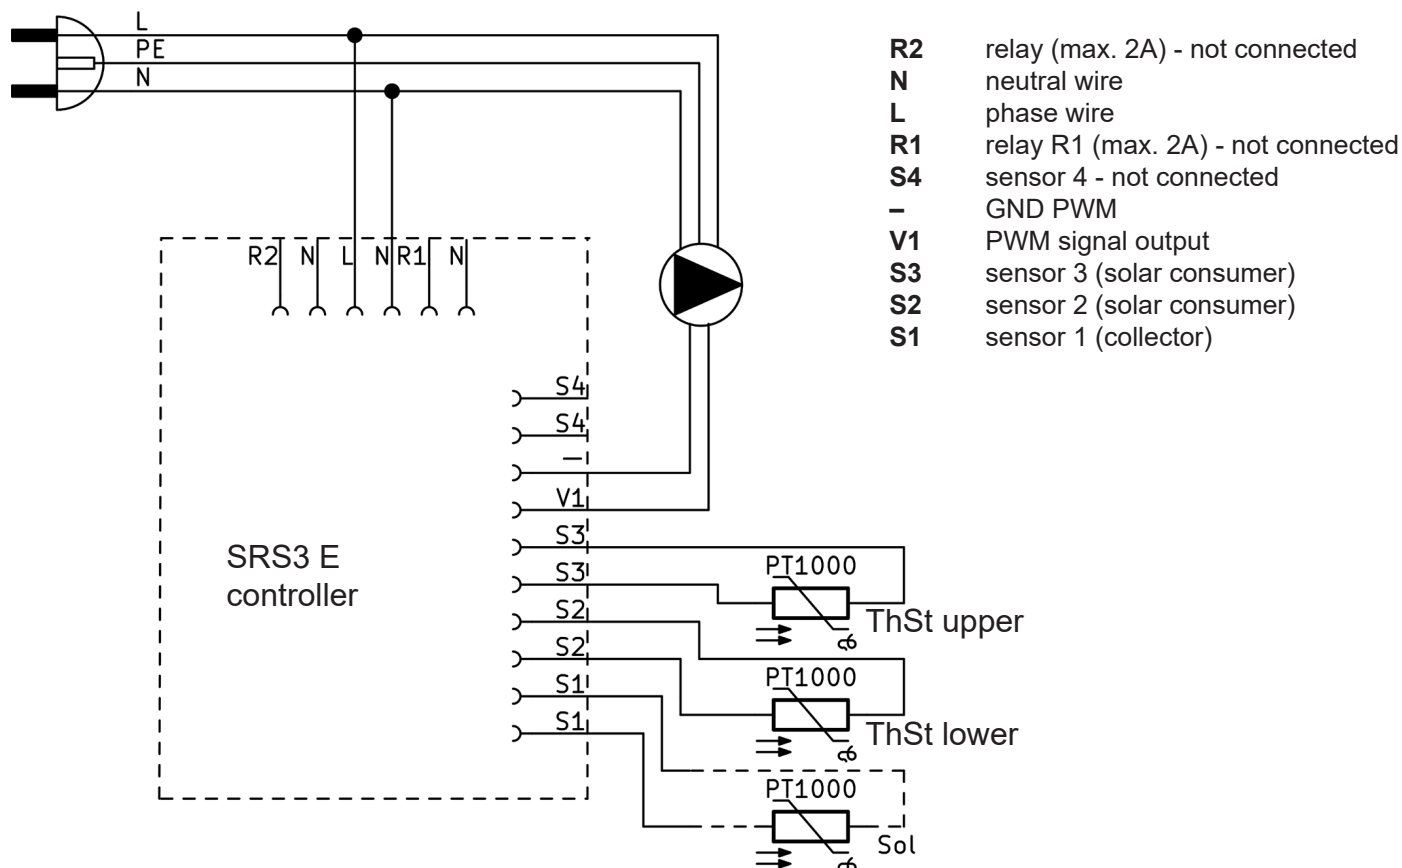 L
PE
N
R2 relay (max. 2A) - not connected
N neutral wire
L phase wire
R1 relay R1 (max. 2A) - not connected
S4 sensor 4 - not connected
– GND PWM
V1 PWM signal output
S3 sensor 3 (solar consumer)
S2 sensor 2 (solar consumer)
S1 sensor 1 (collector)
R2 N L N R1 N
S4
S4
–
V1
S3
S3
S2
S2
S1
S1
SRS3 E
controller
PT1000
ThSt upper
PT1000
ThSt lower
PT1000
Sol